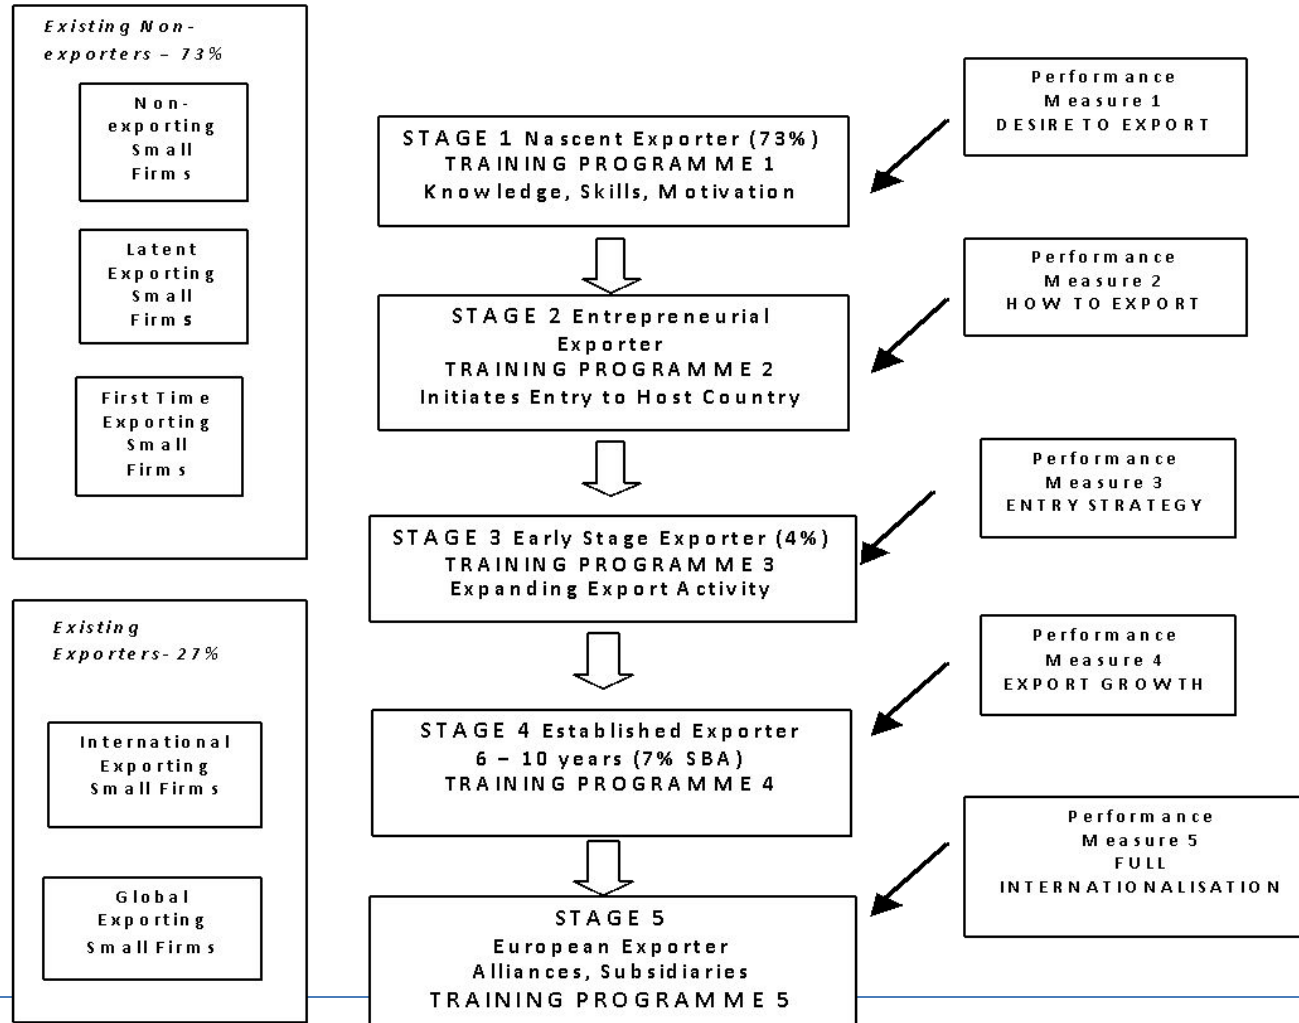 Existing Non-
exporters – 73%
Non-
exporting
Small
Firms
Latent
Exporting
Small
Firms
First Time
Exporting
Small
Firms
Existing
Exporters- 27%
International
Exporting
Small Firms
Global
Exporting
Small Firms
STAGE 1 Nascent Exporter (73%)
TRAINING PROGRAMME 1
Knowledge, Skills, Motivation
STAGE 2 Entrepreneurial
Exporter
TRAINING PROGRAMME 2
Initiates Entry to Host Country
STAGE 3 Early Stage Exporter (4%)
TRAINING PROGRAMME 3
Expanding Export Activity
STAGE 4 Established Exporter
6 – 10 years (7% SBA)
TRAINING PROGRAMME 4
STAGE 5
European Exporter
Alliances, Subsidiaries
TRAINING PROGRAMME 5
Performance
Measure 1
DESIRE TO EXPORT
Performance
Measure 2
HOW TO EXPORT
Performance
Measure 3
ENTRY STRATEGY
Performance
Measure 4
EXPORT GROWTH
Performance
Measure 5
FULL
INTERNATIONALISATION